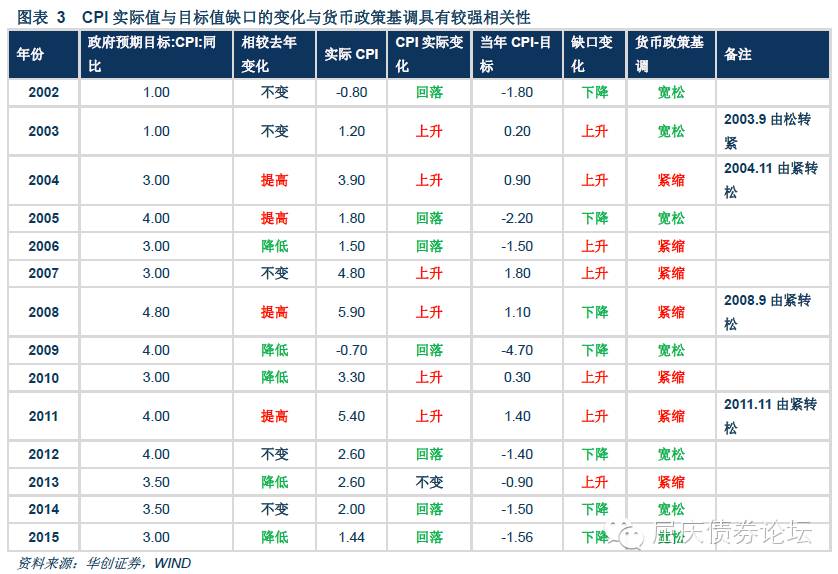 图表 3 CPI 实际值与目标值缺口的变化与货币政策基调具有较强相关性
年份 政府预期目标:CPI:同比 相较去年变化 实际 CPI CPI 实际变化 当年 CPI-目标 缺口变化 货币政策基调 备注
2002 1.00 不变 -0.80 回落 -1.80 下降 宽松
2003 1.00 不变 1.20 上升 0.20 上升 宽松 2003.9 由松转紧
2004 3.00 提高 3.90 上升 0.90 上升 紧缩 2004.11 由紧转松
2005 4.00 提高 1.80 回落 -2.20 下降 宽松
2006 3.00 降低 1.50 回落 -1.50 上升 紧缩
2007 3.00 不变 4.80 上升 1.80 上升 紧缩
2008 4.80 提高 5.90 上升 1.10 下降 紧缩 2008.9 由紧转松
2009 4.00 降低 -0.70 回落 -4.70 下降 宽松
2010 3.00 降低 3.30 上升 0.30 上升 紧缩
2011 4.00 提高 5.40 上升 1.40 上升 紧缩 2011.11 由紧转松
2012 4.00 不变 2.60 回落 -1.40 下降 宽松
2013 3.50 降低 2.60 不变 -0.90 上升 紧缩
2014 3.50 不变 2.00 回落 -1.50 下降 宽松
2015 3.00 降低 1.44 回落 -1.56 下降 宽松
屈庆债券论坛
资料来源：华创证券，WIND